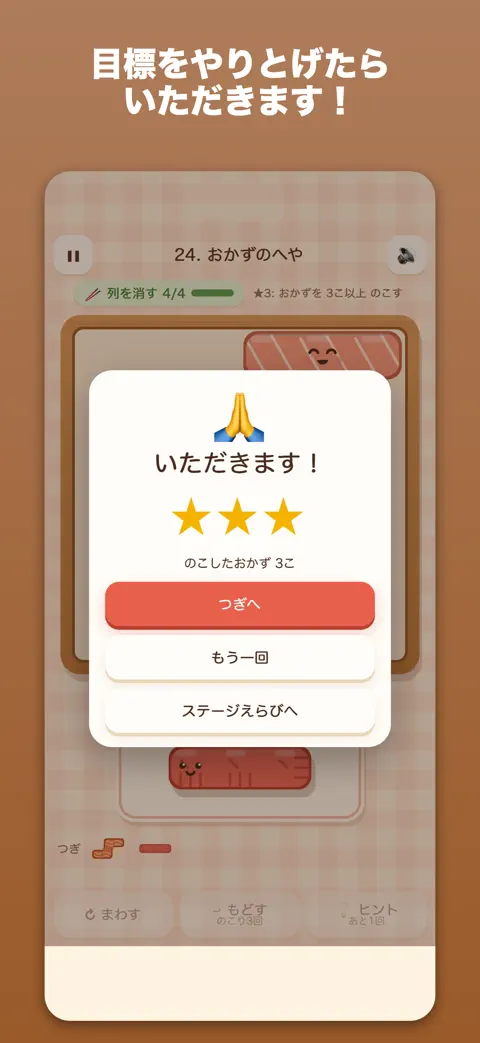 目標をやりとげたら
いただきます！
24. おかずのへや
列を消す 4/4
★3: おかずを 3こ以上 のこす
いただきます！
★★★
のこしたおかず 3こ
つぎへ
もう一回
ステージえらびへ
つぎ
まわす
もどす
のこり3回
ヒント
あと1回